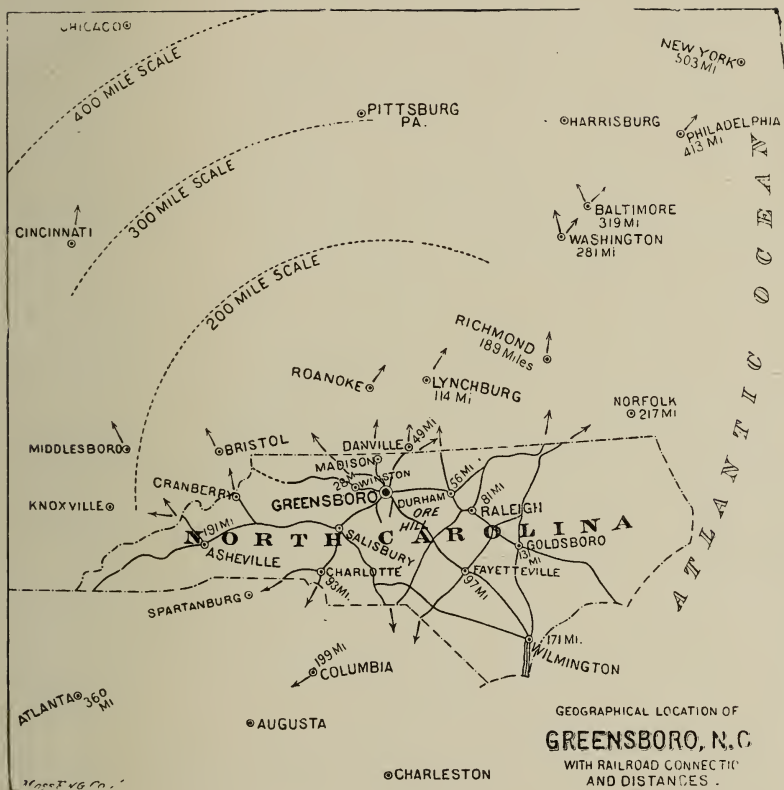 CHICAGO
NEW YORK
503 MI
400 MILE SCALE
PITTSBURG
PA.
HARRISBURG
PHILADELPHIA
413 MI
300 MILE SCALE
CINCINNATI
BALTIMORE
319 MI
WASHINGTON
281 MI
ATLANTIC OCEAN
200 MILE SCALE
RICHMOND
189 Miles
ROANOKE
LYNCHBURG
114 MI
NORFOLK
217 MI
MIDDLESBORO
BRISTOL
DANVILLE
49 MI
MADISON
28 M
WINSTON
CRANBERRY
GREENSBORO
DURHAM
56 MI.
81 MI
RALEIGH
ORE
HILL
KNOXVILLE
191 MI
NORTH CAROLINA
ASHEVILLE
SALISBURY
GOLDSBORO
131
MI
CHARLOTTE
93 MI.
FAYETTEVILLE
97 MI
SPARTANBURG
171 MI.
WILMINGTON
199 MI
COLUMBIA
ATLANTA
360
MI
AUGUSTA
CHARLESTON
GEOGRAPHICAL LOCATION OF
GREENSBORO, N.C
WITH RAILROAD CONNECTIO
AND DISTANCES.